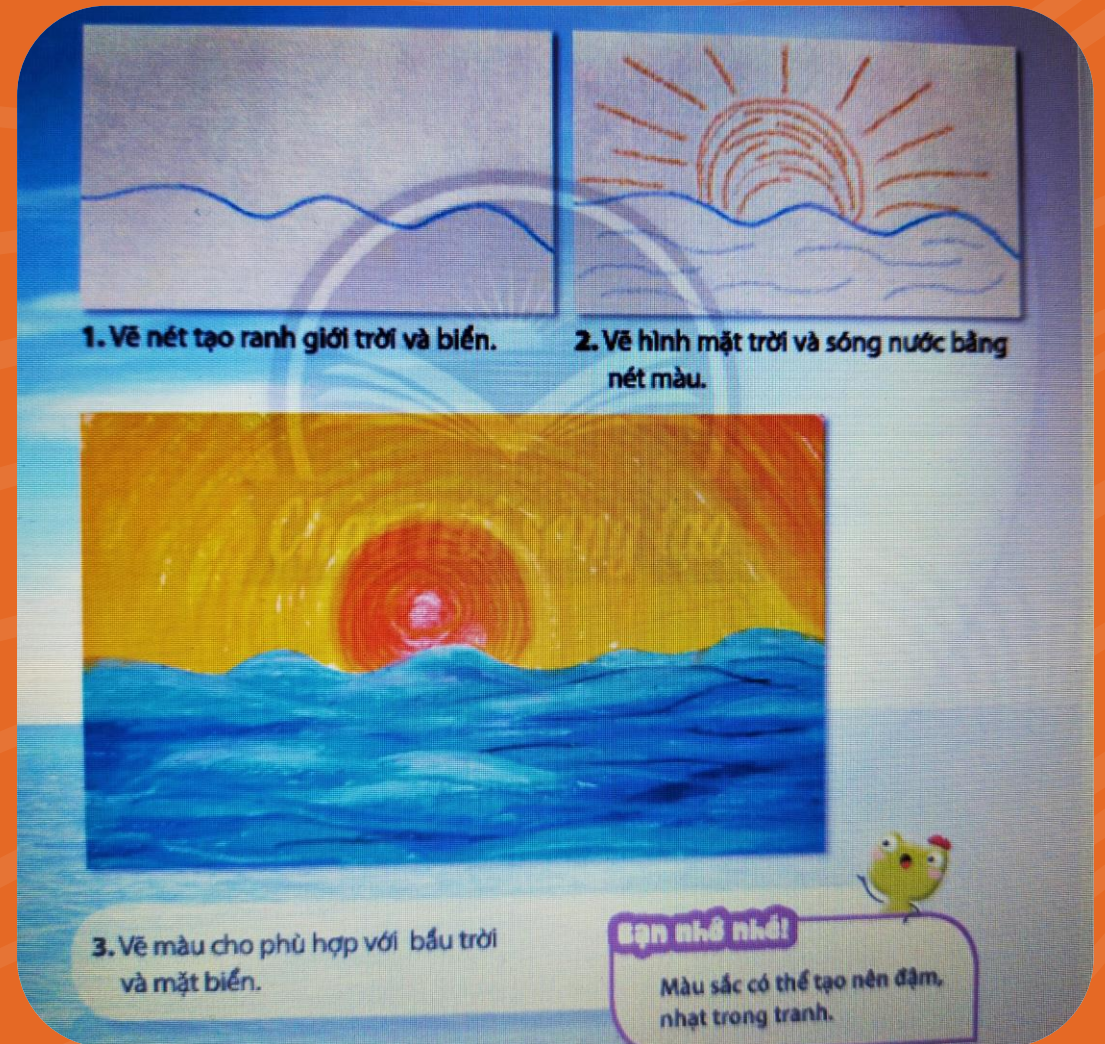 1. Vẽ nét tạo ranh giới trời và biển.
2. Vẽ hình mặt trời và sóng nước bằng
nét màu.
3. Vẽ màu cho phù hợp với bầu trời
và mặt biển.
Bạn nhớ nhé!
Màu sắc có thể tạo nên đậm,
nhạt trong tranh.